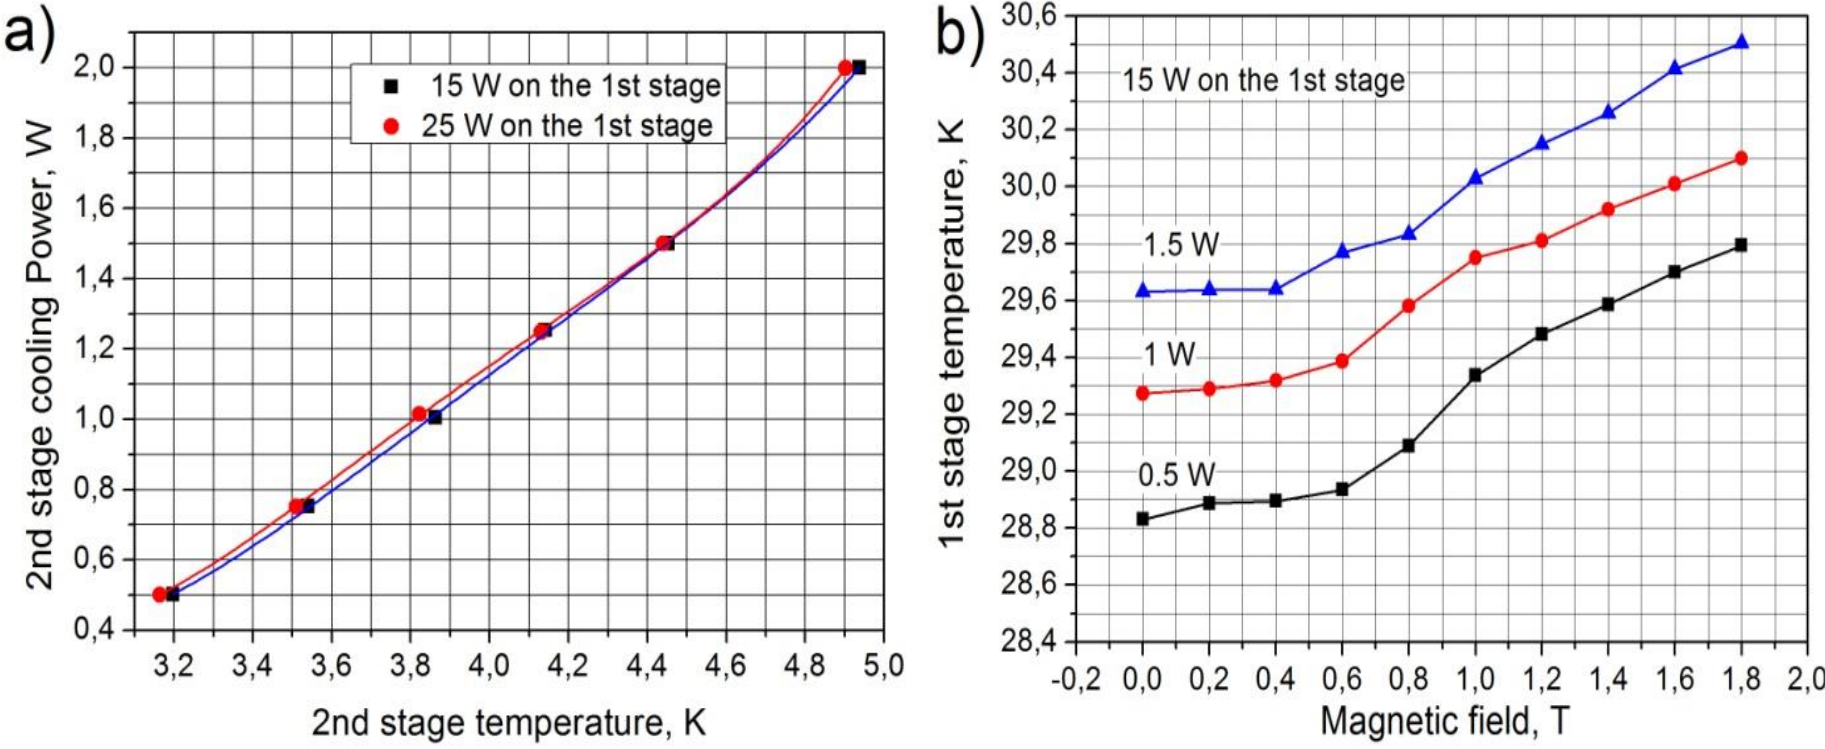 a)
2nd stage cooling Power, W
2,0
1,8
1,6
1,4
1,2
1,0
0,8
0,6
0,4
15 W on the 1st stage
25 W on the 1st stage
3,2 3,4 3,6 3,8 4,0 4,2 4,4 4,6 4,8 5,0
2nd stage temperature, K
b)
1st stage temperature, K
30,6
30,4
30,2
30,0
29,8
29,6
29,4
29,2
29,0
28,8
28,6
28,4
15 W on the 1st stage
1.5 W
1 W
0.5 W
-0,2 0,0 0,2 0,4 0,6 0,8 1,0 1,2 1,4 1,6 1,8 2,0
Magnetic field, T